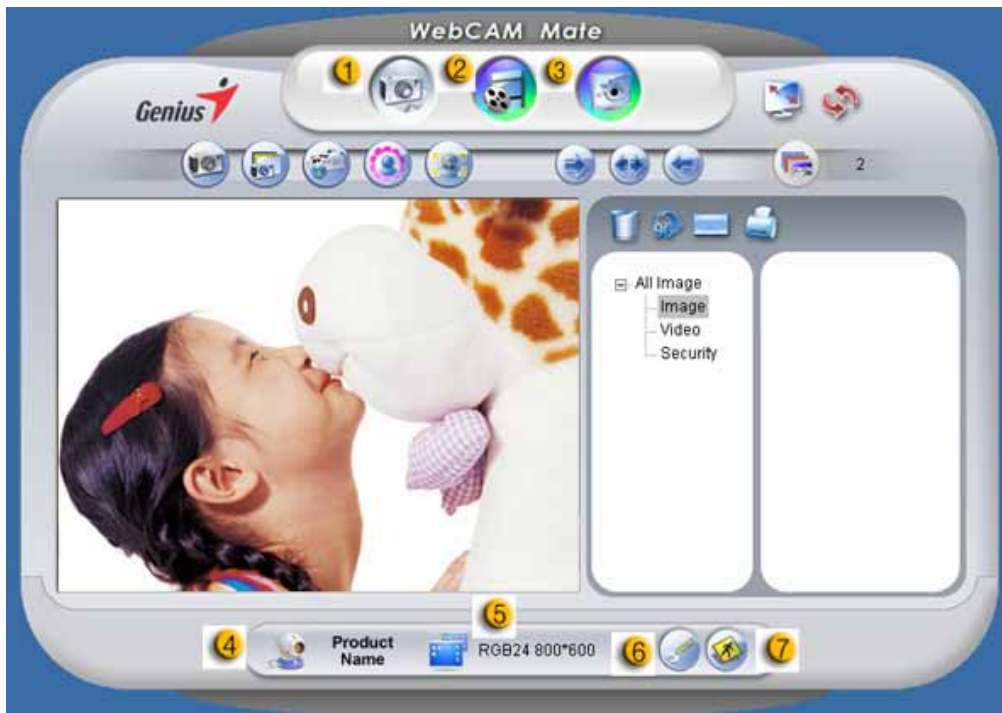 WebCAM Mate
1
2
3
Genius
2
All Image
Image
Video
Security
4
Product
Name
5
RGB24 800*600
6
7